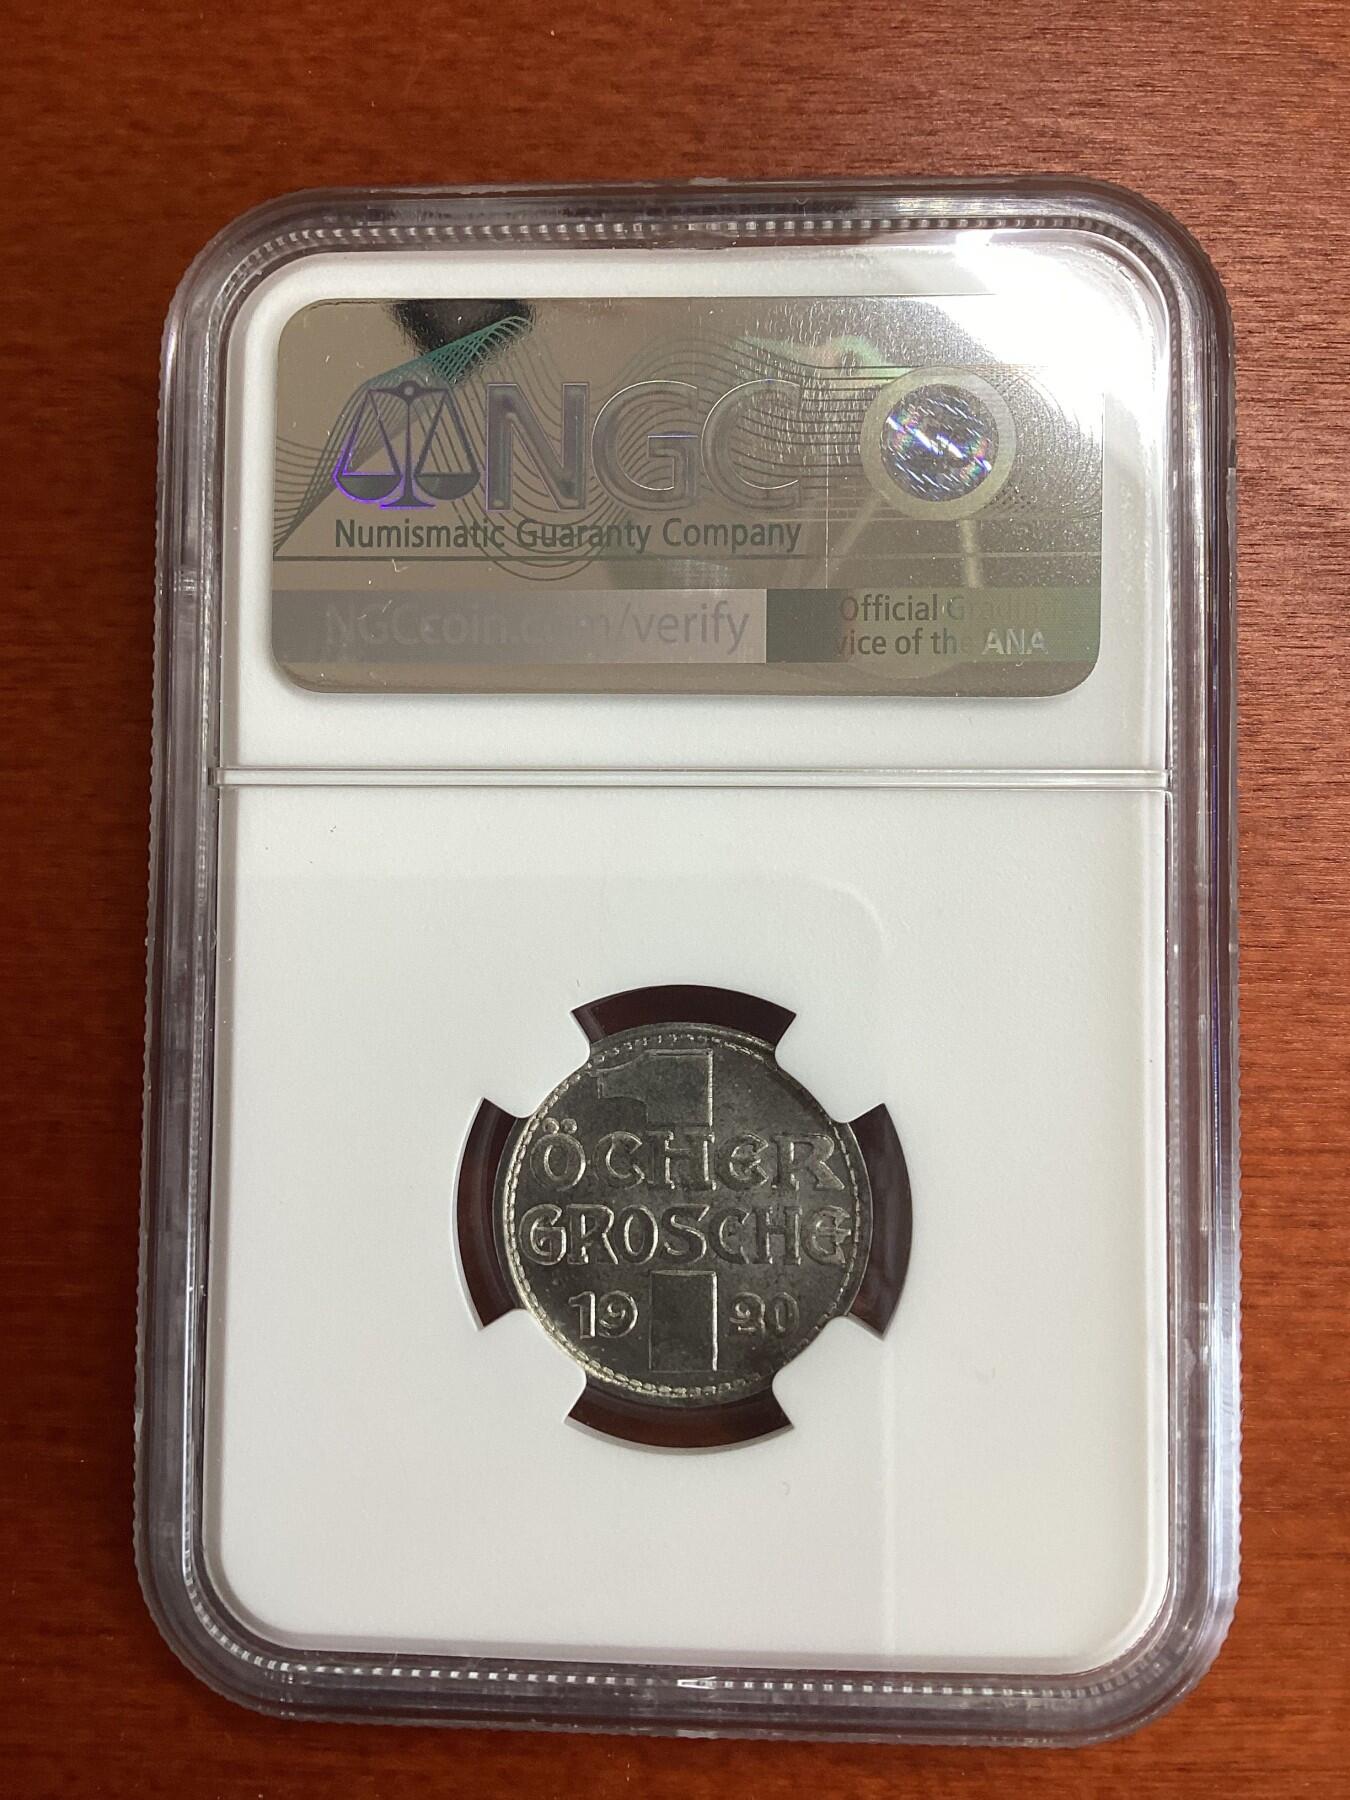 NGC
Numismatic Guaranty Company
NGCcoin.com/verify
Official Grading
vice of the ANA
1
ÖCHER
GROSCHE
19 20